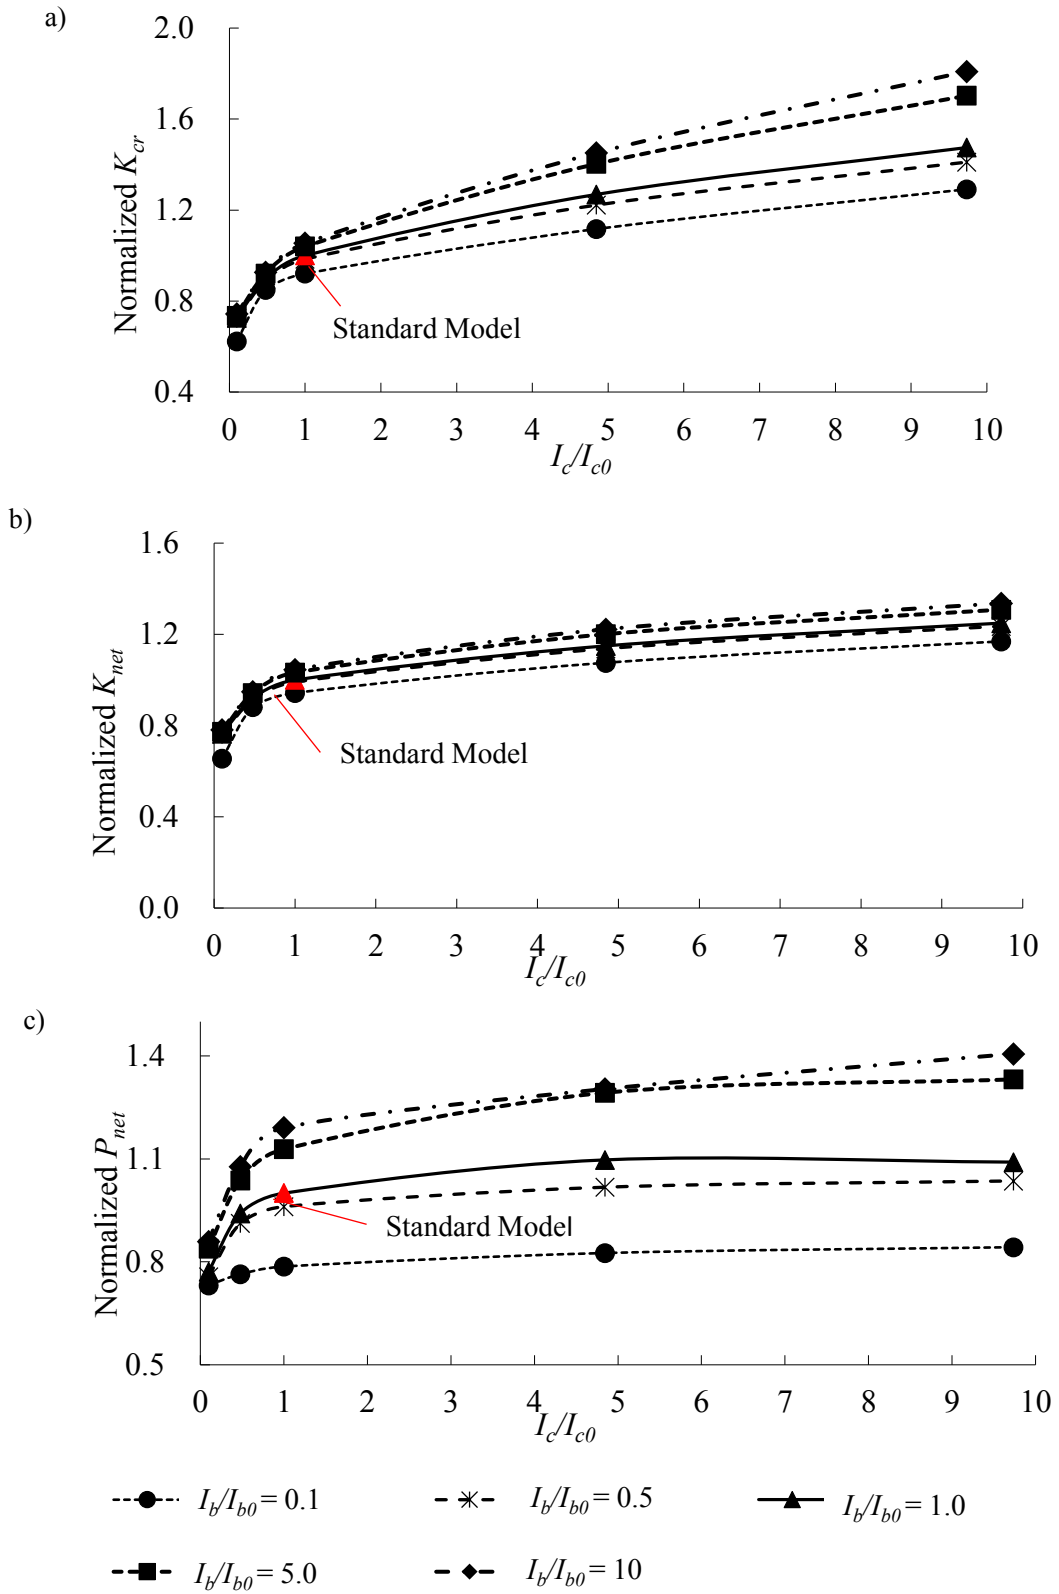 a)
2.0
1.6
1.2
0.8
0.4
Normalized Kcr
Standard Model
0 1 2 3 4 5 6 7 8 9 10
Ic/Ic0
b)
1.6
1.2
0.8
0.4
0.0
Normalized Knet
Standard Model
0 1 2 3 4 5 6 7 8 9 10
Ic/Ic0
c)
1.4
1.1
0.8
0.5
Normalized Pnet
Standard Model
0 1 2 3 4 5 6 7 8 9 10
Ic/Ic0
Ib/Ib0 = 0.1
Ib/Ib0 = 0.5
Ib/Ib0 = 1.0
Ib/Ib0 = 5.0
Ib/Ib0 = 10